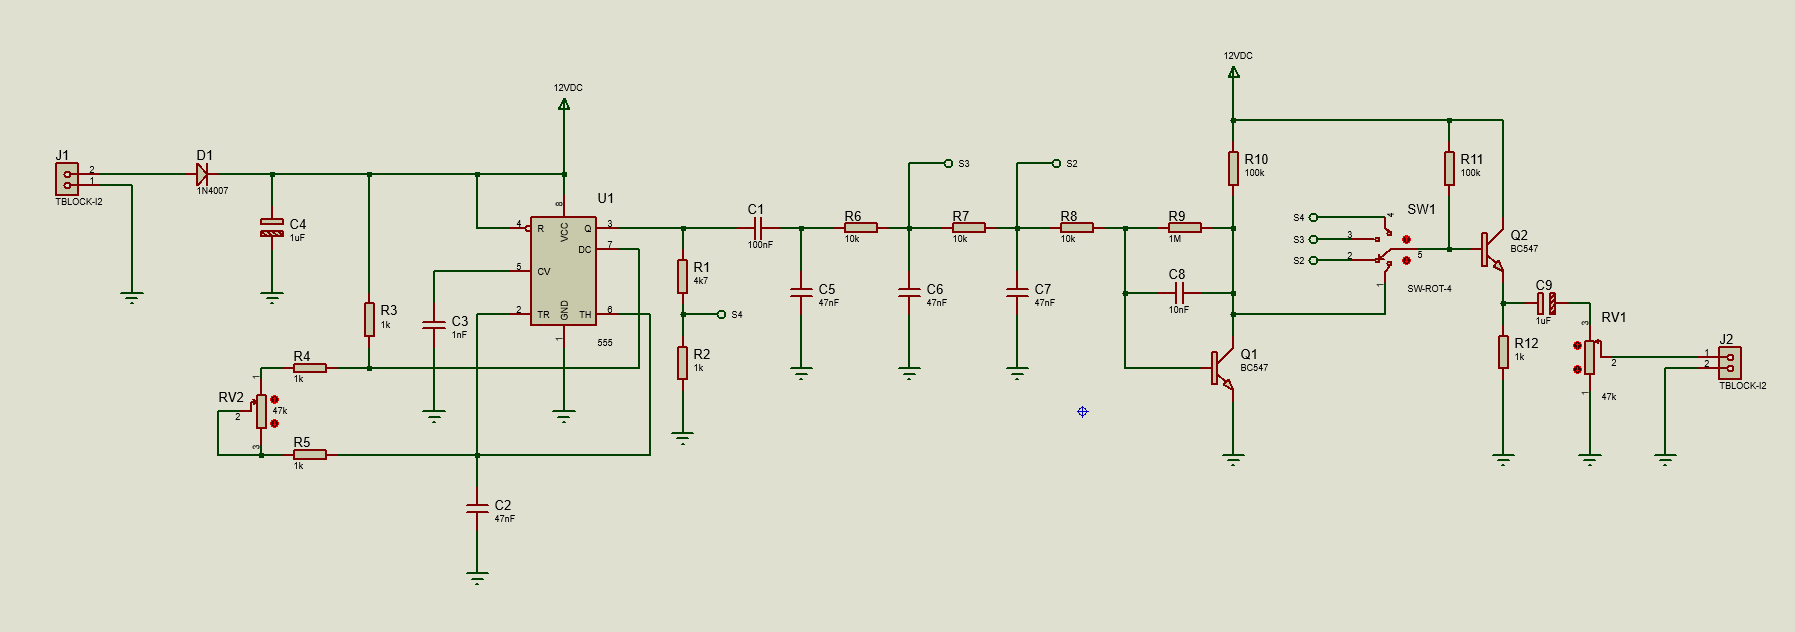 J1
2
1
TBLOCK-I2
D1
1N4007
C4
1uF
R3
1k
R4
1k
RV2
1
2
3
47k
R5
1k
C2
47nF
C3
1nF
12VDC
U1
8
4
R
VCC
Q
3
DC
7
5
CV
2
TR
GND
TH
6
1
555
R1
4k7
S4
R2
1k
C1
100nF
C5
47nF
R6
10k
S3
C6
47nF
R7
10k
S2
C7
47nF
R8
10k
R9
1M
C8
10nF
12VDC
R10
100k
Q1
BC547
R11
100k
S4
S3
S2
4
3
2
1
5
SW1
SW-ROT-4
Q2
BC547
C9
1uF
R12
1k
RV1
3
2
1
47k
J2
1
2
TBLOCK-I2